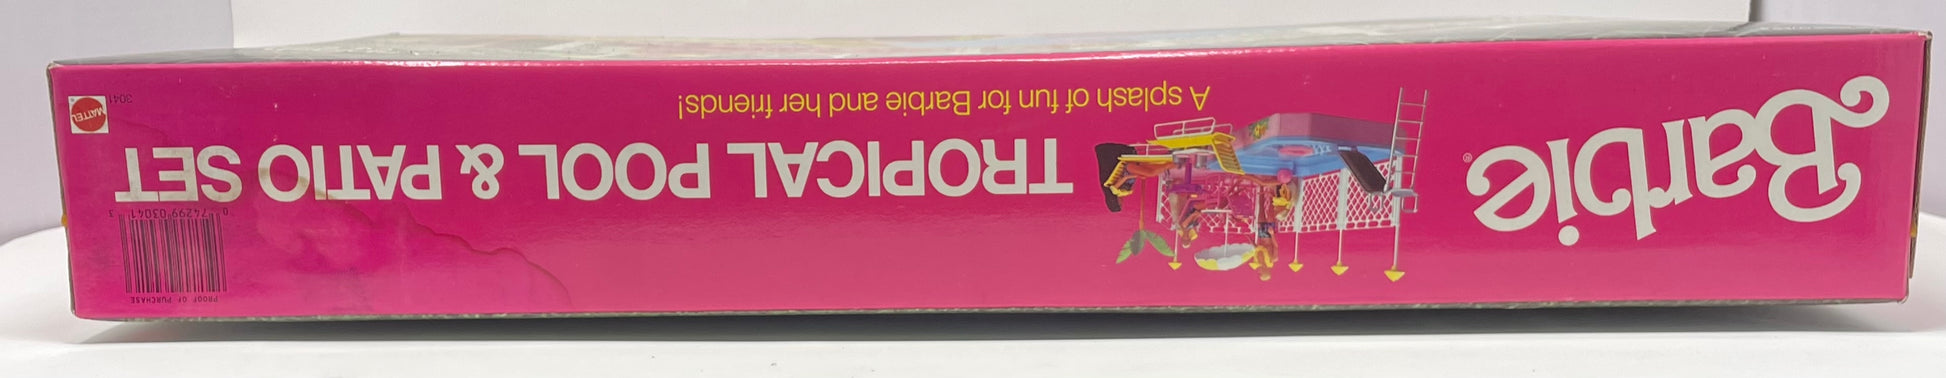 Barbie®
TROPICAL POOL & PATIO SET
A splash of fun for Barbie and her friends!
PROOF OF PURCHASE
0 74299 03041 3
MATTEL
®
3041